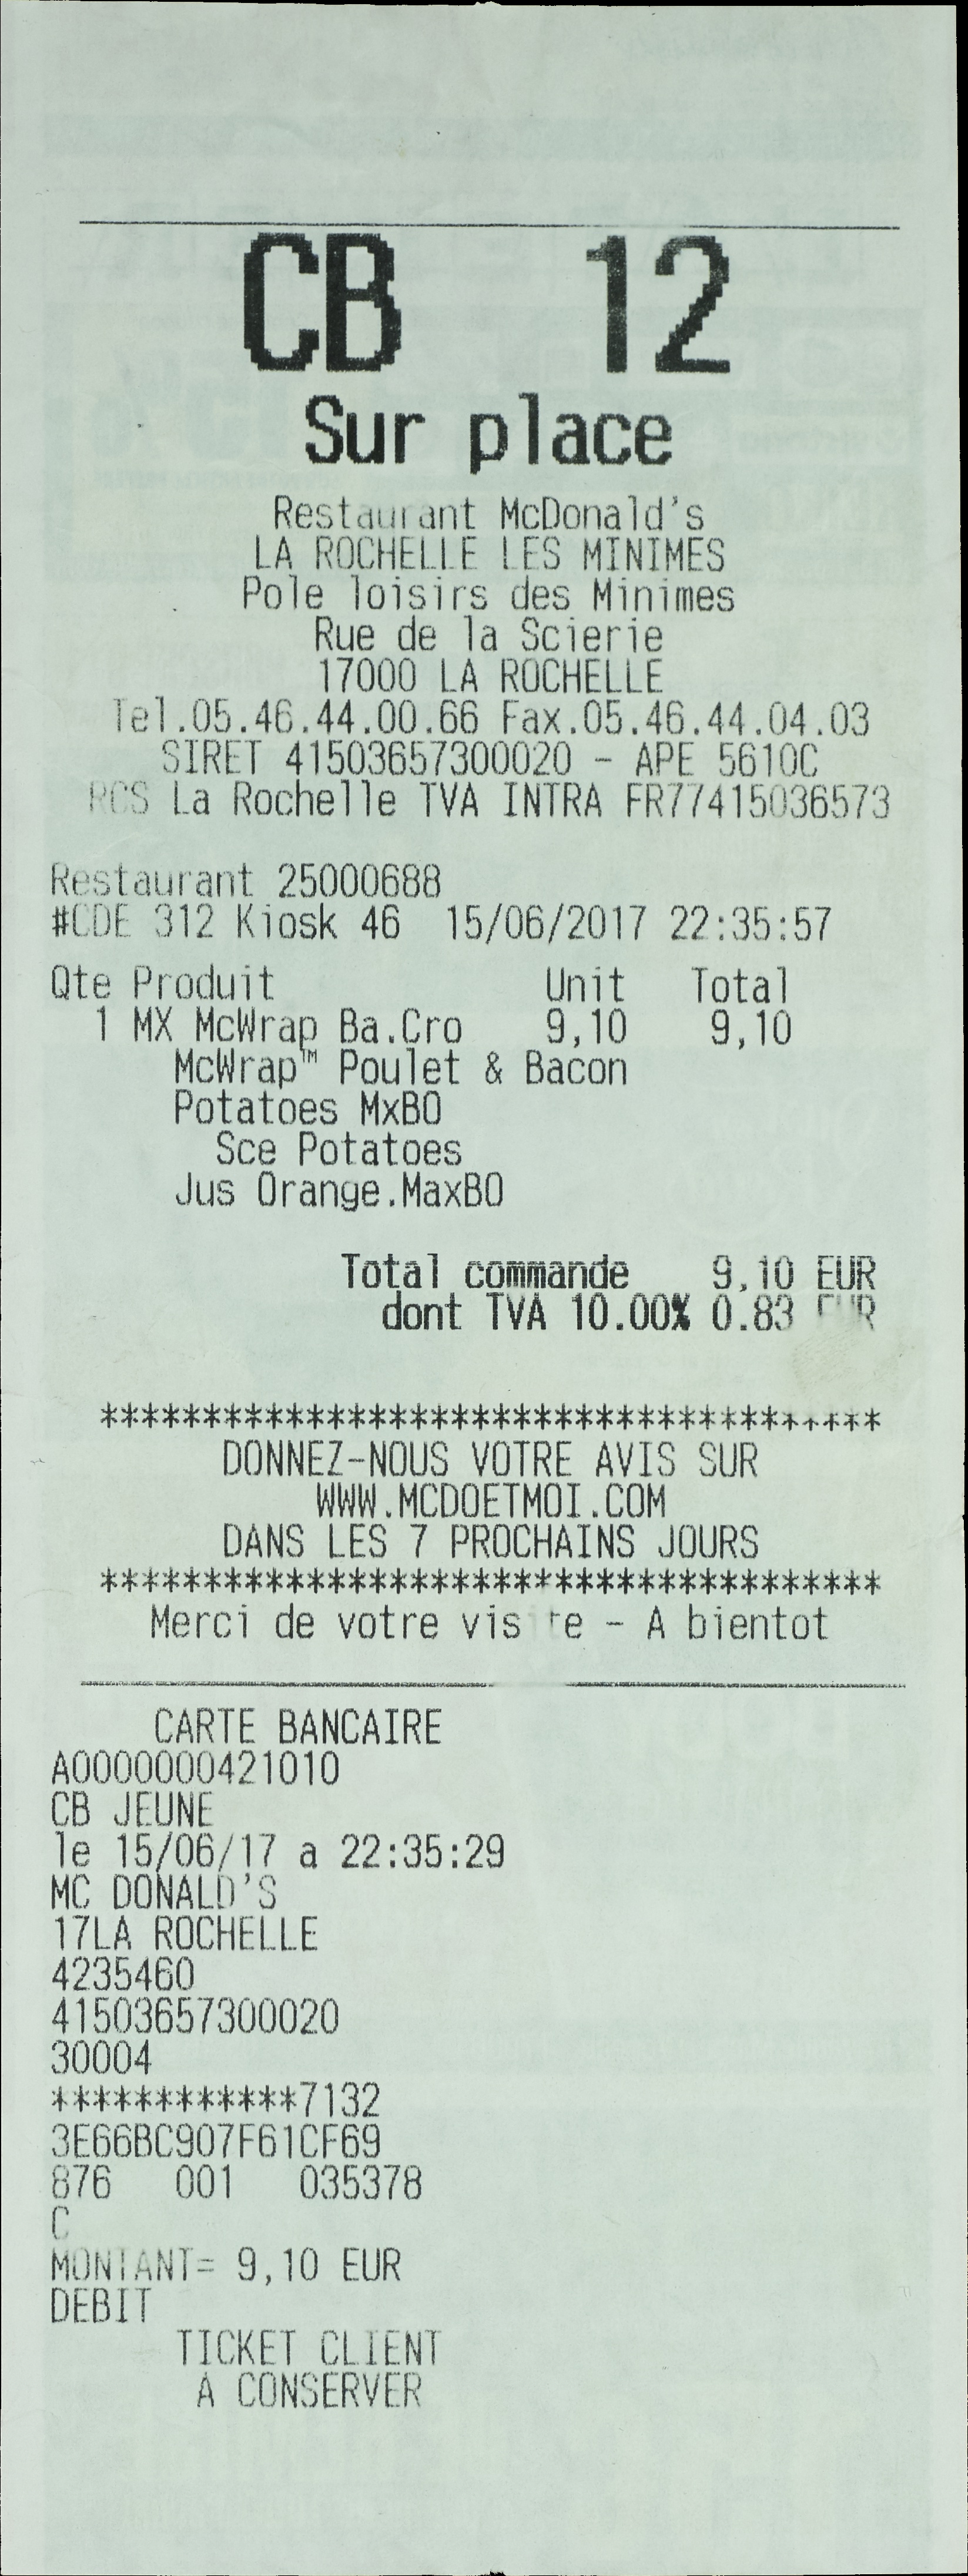 CB 12
Sur place
Restaurant McDonald's
LA ROCHELLE LES MINIMES
Pole loisirs des Minimes
Rue de la Scierie
17000 LA ROCHELLE
Tel.05.46.44.00.66 Fax.05.46.44.04.03
SIRET 41503657300020 - APE 5610C
RCS La Rochelle TVA INTRA FR77415036573
Restaurant 25000688
#CDE 312 Kiosk 46 15/06/2017 22:35:57
Qte Produit Unit Total
1 MX McWrap Ba.Cro 9,10 9,10
McWrap™ Poulet & Bacon
Potatoes MxBO
Sce Potatoes
Jus Orange.MaxBO
Total commande 9,10 EUR
dont TVA 10.00% 0.83 EUR
**************************************
DONNEZ-NOUS VOTRE AVIS SUR
WWW.MCDOETMOI.COM
DANS LES 7 PROCHAINS JOURS
**************************************
Merci de votre visite - A bientot
CARTE BANCAIRE
A0000000421010
CB JEUNE
le 15/06/17 a 22:35:29
MC DONALD'S
17LA ROCHELLE
4235460
41503657300020
30004
************7132
3E66BC907F61CF69
876 001 035378
C
MONTANT= 9,10 EUR
DEBIT
TICKET CLIENT
A CONSERVER